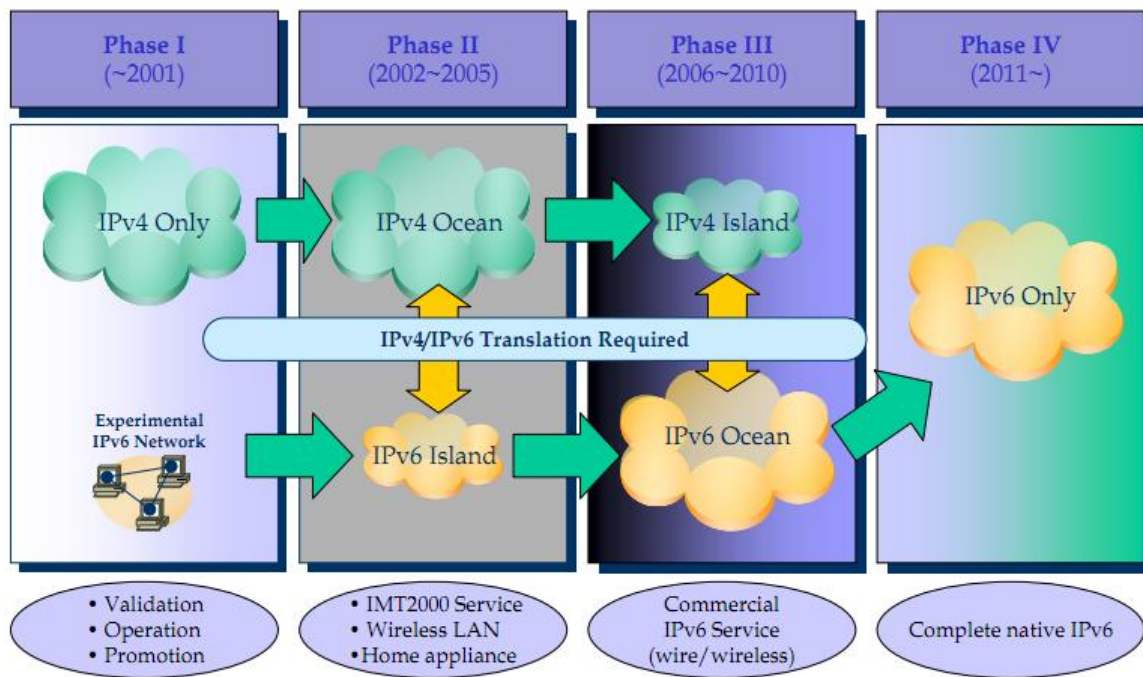 Phase I
(~2001)
Phase II
(2002~2005)
Phase III
(2006~2010)
Phase IV
(2011~)
IPv4 Only
IPv4 Ocean
IPv4 Island
IPv6 Only
IPv4/IPv6 Translation Required
Experimental
IPv6 Network
IPv6 Island
IPv6 Ocean
• Validation
• Operation
• Promotion
• IMT2000 Service
• Wireless LAN
•Home appliance
Commercial
IPv6 Service
(wire/wireless)
Complete native IPv6